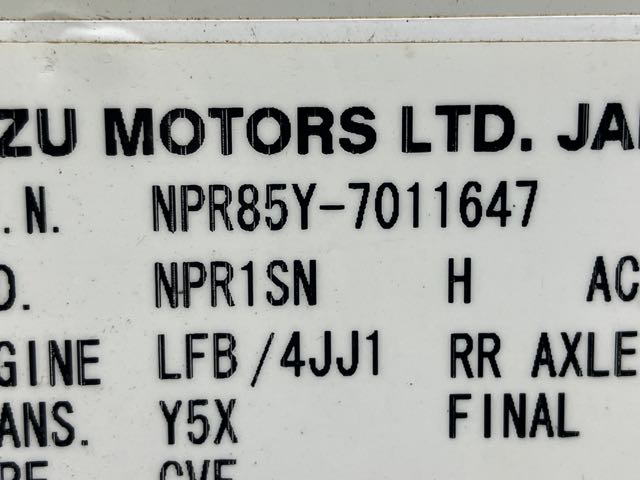 ZU MOTORS LTD. JA
.N. NPR85Y-7011647
O. NPR1SN H AC
GINE LFB/4JJ1 RR AXLE
ANS. Y5X FINAL